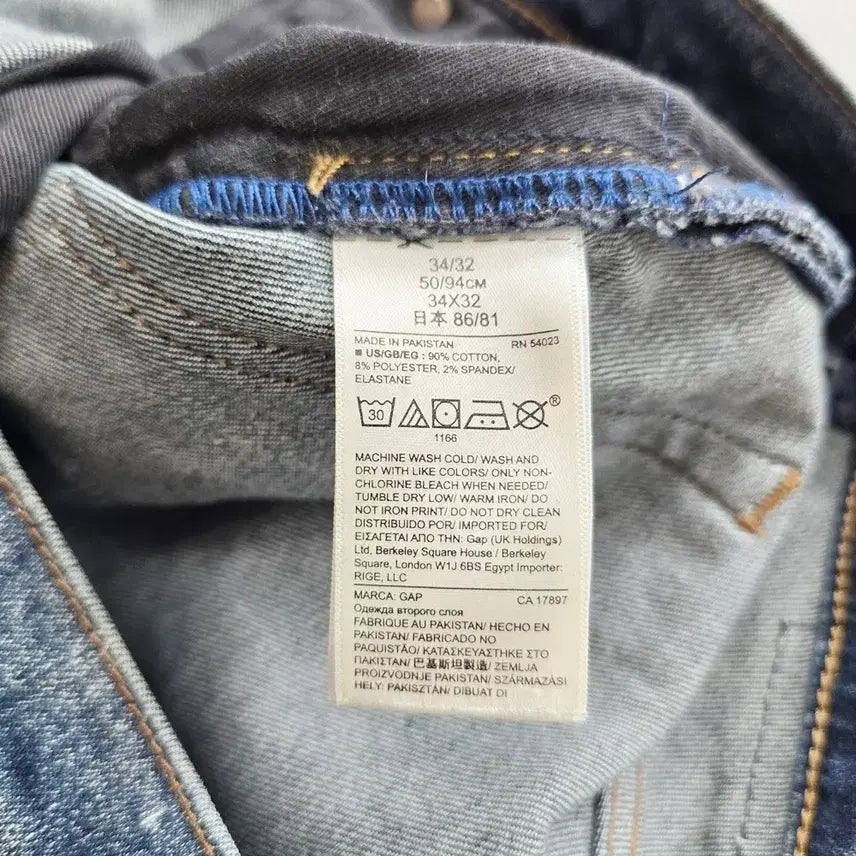 34/32
50/94CM
34X32
日本 86/81
MADE IN PAKISTAN RN 54023
■ US/GB/EG : 90% COTTON,
8% POLYESTER, 2% SPANDEX/
ELASTANE
30
1166
MACHINE WASH COLD/ WASH AND
DRY WITH LIKE COLORS/ ONLY NON-
CHLORINE BLEACH WHEN NEEDED/
TUMBLE DRY LOW/ WARM IRON/ DO
NOT IRON PRINT/ DO NOT DRY CLEAN
DISTRIBUIDO POR/ IMPORTED FOR/
ΕΙΣΑΓΕΤΑΙ ΑΠΟ ΤΗΝ: Gap (UK Holdings)
Ltd, Berkeley Square House / Berkeley
Square, London W1J 6BS Egypt Importer:
RIGE, LLC
MARCA: GAP CA 17897
Одежда второго слоя
FABRIQUE AU PAKISTAN/ HECHO EN
PAKISTAN/ FABRICADO NO
PAQUISTÃO/ ΚΑΤΑΣΚΕΥΑΣΤΗΚΕ ΣΤΟ
ΠΑΚΙΣΤΑΝ/ 巴基斯坦製造/ ZEMLJA
PROIZVODNJE PAKISTAN/ SZÁRMAZÁSI
HELY: PAKISZTÁN/ DIBUAT DI